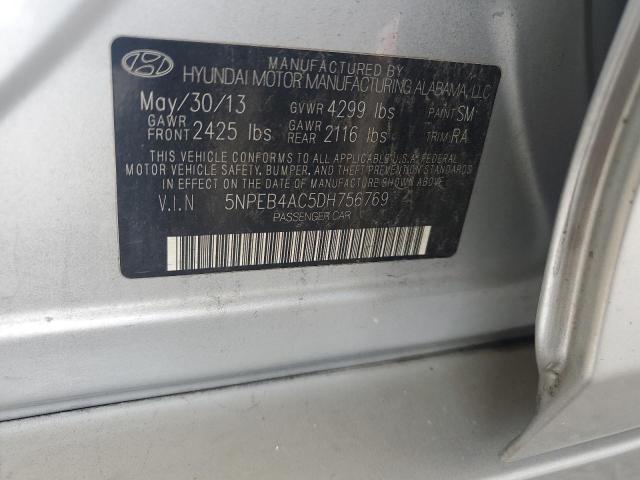 MANUFACTURED BY
HYUNDAI MOTOR MANUFACTURING ALABAMA, LLC
May/30/13 GVWR 4299 lbs PAINT SM
GAWR FRONT 2425 lbs GAWR REAR 2116 lbs TRIM RA
THIS VEHICLE CONFORMS TO ALL APPLICABLE U.S.A. FEDERAL
MOTOR VEHICLE SAFETY, BUMPER, AND THEFT PREVENTION STANDARDS
IN EFFECT ON THE DATE OF MANUFACTURE SHOWN ABOVE.
V.I.N 5NPEB4AC5DH756769
PASSENGER CAR